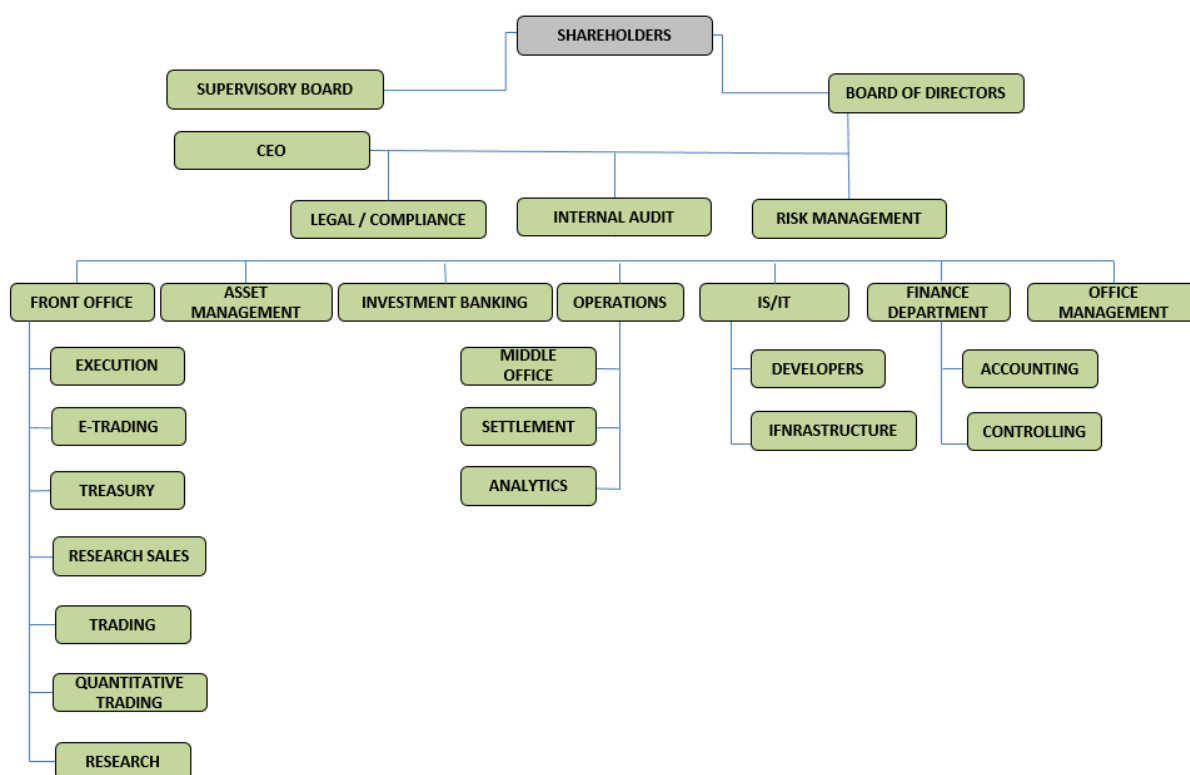 SHAREHOLDERS
SUPERVISORY BOARD
BOARD OF DIRECTORS
CEO
LEGAL / COMPLIANCE
INTERNAL AUDIT
RISK MANAGEMENT
FRONT OFFICE
ASSET
MANAGEMENT
INVESTMENT BANKING
OPERATIONS
IS/IT
FINANCE
DEPARTMENT
OFFICE
MANAGEMENT
EXECUTION
E-TRADING
TREASURY
RESEARCH SALES
TRADING
QUANTITATIVE
TRADING
RESEARCH
MIDDLE
OFFICE
SETTLEMENT
ANALYTICS
DEVELOPERS
IFNRASTRUCTURE
ACCOUNTING
CONTROLLING